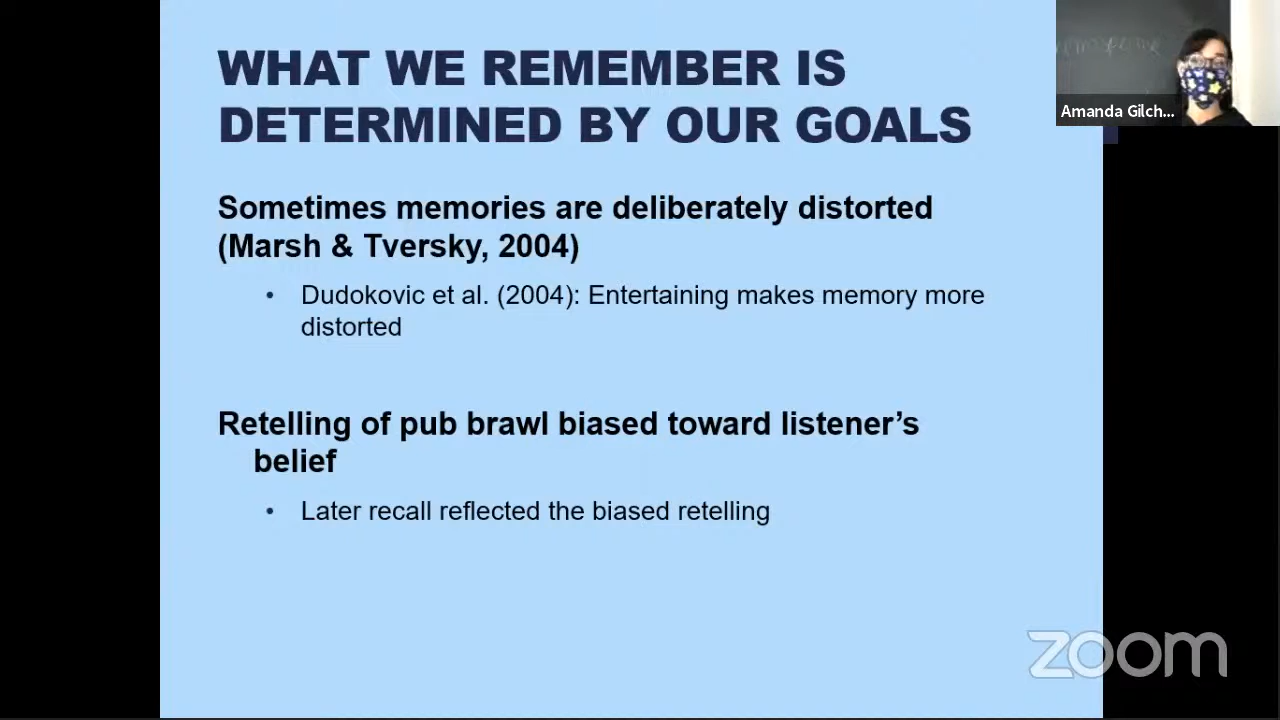 WHAT WE REMEMBER IS
DETERMINED BY OUR GOALS
Sometimes memories are deliberately distorted
(Marsh & Tversky, 2004)
• Dudokovic et al. (2004): Entertaining makes memory more
distorted
Retelling of pub brawl biased toward listener's
belief
• Later recall reflected the biased retelling
Amanda Gilch...
zoom